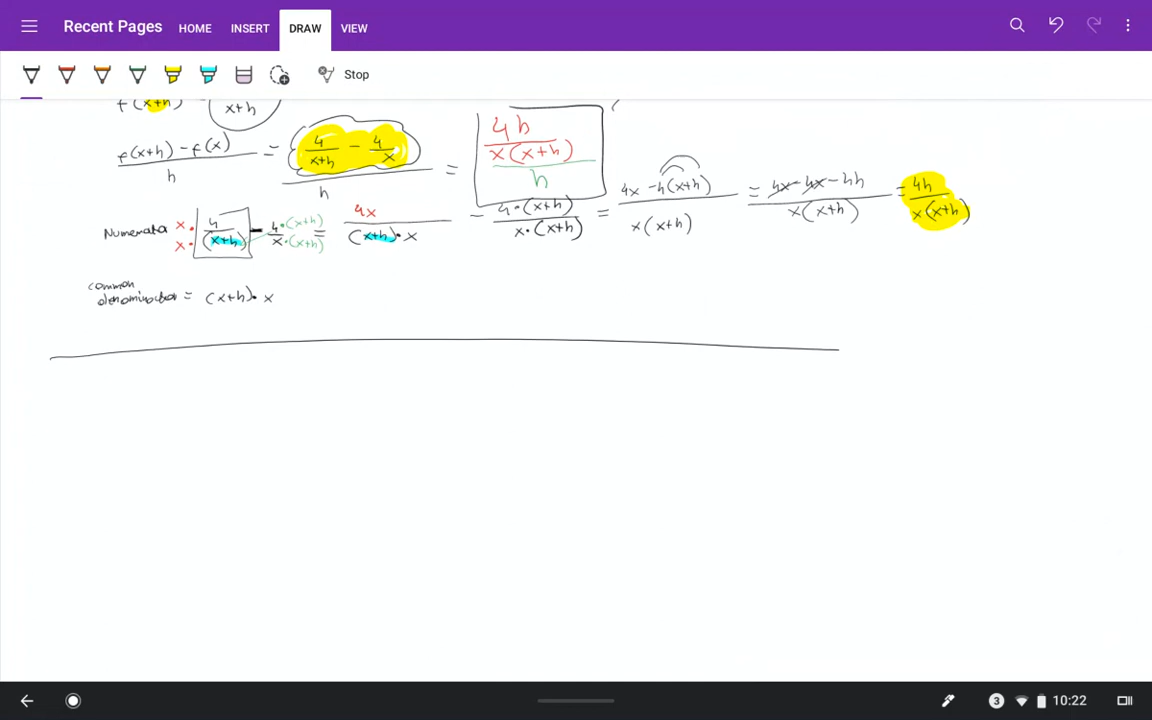 Recent Pages HOME INSERT DRAW VIEW
Stop
f(x+h) - x+h
f(x+h) - f(x) / h = (4/(x+h) - 4/x) / h = (4h / x(x+h)) / h
x• x• 4/(x+h) - 4•(x+h) / x•(x+h) = 4x / (x+h)•x - 4•(x+h) / x•(x+h) = 4x -4(x+h) / x(x+h) = 4x - 4x - 4h / x(x+h) = 4h / x(x+h)
common
denominator = (x+h)• x
3 10:22